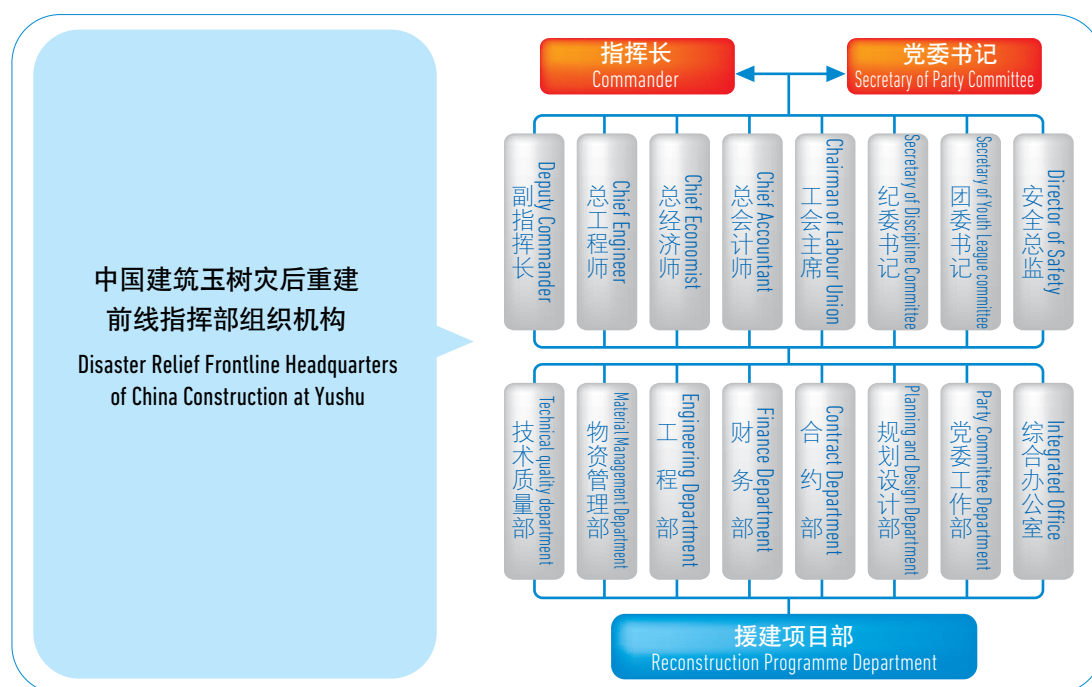 中国建筑玉树灾后重建
前线指挥部组织机构
Disaster Relief Frontline Headquarters
of China Construction at Yushu
指挥长
Commander
党委书记
Secretary of Party Committee
副指挥长
Deputy Commander
总工程师
Chief Engineer
总经济师
Chief Economist
总会计师
Chief Accountant
工会主席
Chairman of Labour Union
纪委书记
Secretary of Discipline Committee
团委书记
Secretary of Youth League committee
安全总监
Director of Safety
技术质量部
Technical quality department
物资管理部
Material Management Department
工程部
Engineering Department
财务部
Finance Department
合约部
Contract Department
规划设计部
Planning and Design Department
党委工作部
Party Committee Department
综合办公室
Integrated Office
援建项目部
Reconstruction Programme Department